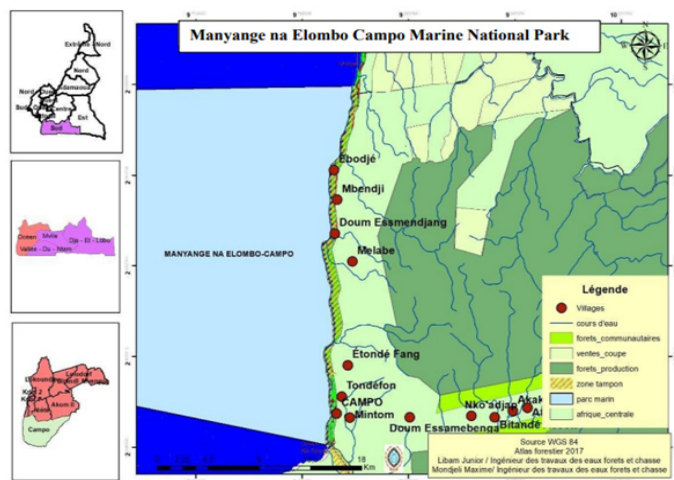 Manyange na Elombo Campo Marine National Park
N
W
E
Extrême - Nord
Nord
Adamaoua
Est
Sud
Océan
Mvila
Dja - Et - Lobo
Vallée - Du - Ntem
Akom II
Campo
Ebodjé
Mbendji
Doum Essmendjang
Melabe
MANYANGE NA ELOMBO-CAMPO
Étondé Fang
Tondéfon
CAMPO
Mintom
Doum Essamebenga
Nko'adjap
Bitande
Akak
Légende
Villages
cours d'eau
forets_communautaires
ventes_coupe
forets_production
zone tampon
parc marin
afrique_centrale
18
Km
Source WGS 84
Atlas forestier 2017
Libam Junior / Ingénieur des travaux des eaux forets et chasse
Mondjeli Maxime/ Ingénieur des travaux des eaux forets et chasse